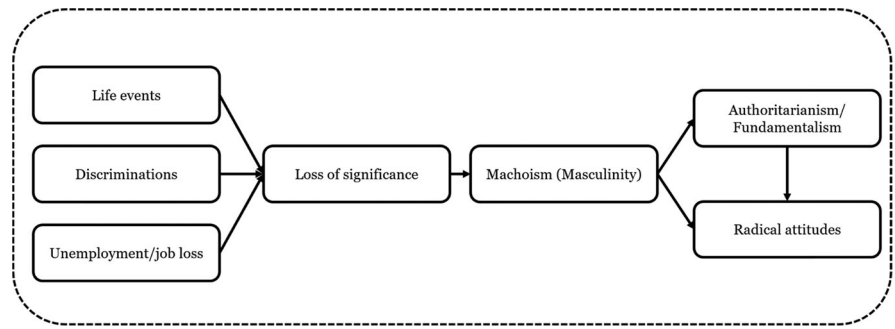 Life events
Discriminations
Unemployment/job loss
Loss of significance
Machoism (Masculinity)
Authoritarianism/
Fundamentalism
Radical attitudes